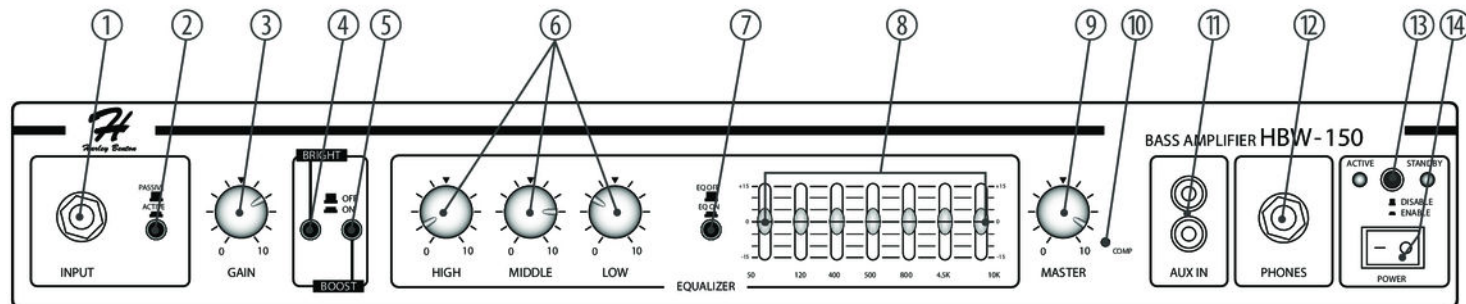 1 2 3 4 5 6 7 8 9 10 11 12 13 14
H
Harley Benton
BASS AMPLIFIER HBW-150
PASSIVE
ACTIVE
INPUT
0 10
GAIN
BRIGHT
OFF
ON
BOOST
0 10
HIGH
0 10
MIDDLE
0 10
LOW
EQ OFF
EQ ON
+15 +15
0 0
-15 -15
50 120 400 500 800 4.5K 10K
EQUALIZER
0 10
MASTER
COMP
AUX IN
PHONES
ACTIVE STANDBY
DISABLE
ENABLE
POWER